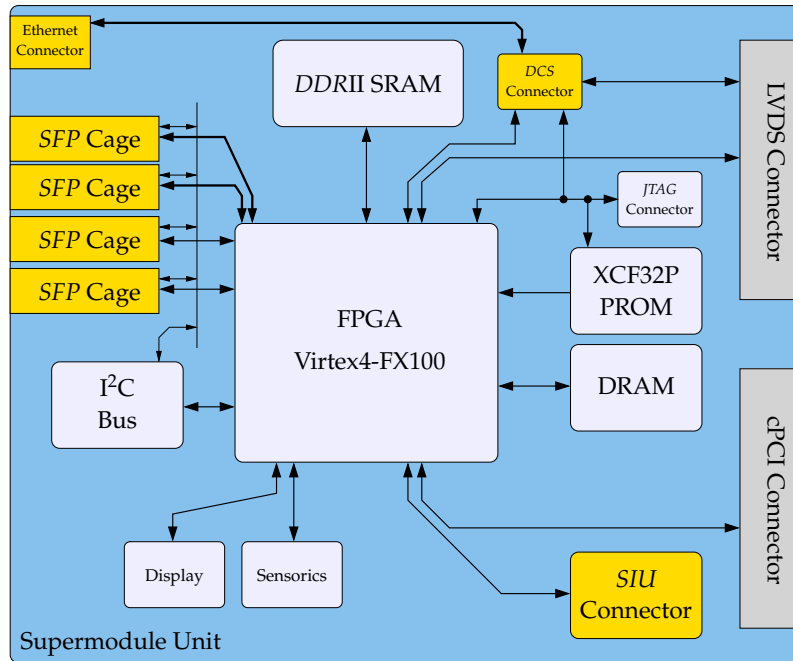 Ethernet
Connector
DDRII SRAM
DCS
Connector
LVDS Connector
SFP Cage
SFP Cage
SFP Cage
SFP Cage
JTAG
Connector
FPGA
Virtex4-FX100
XCF32P
PROM
I²C
Bus
DRAM
cPCI Connector
Display
Sensorics
SIU
Connector
Supermodule Unit